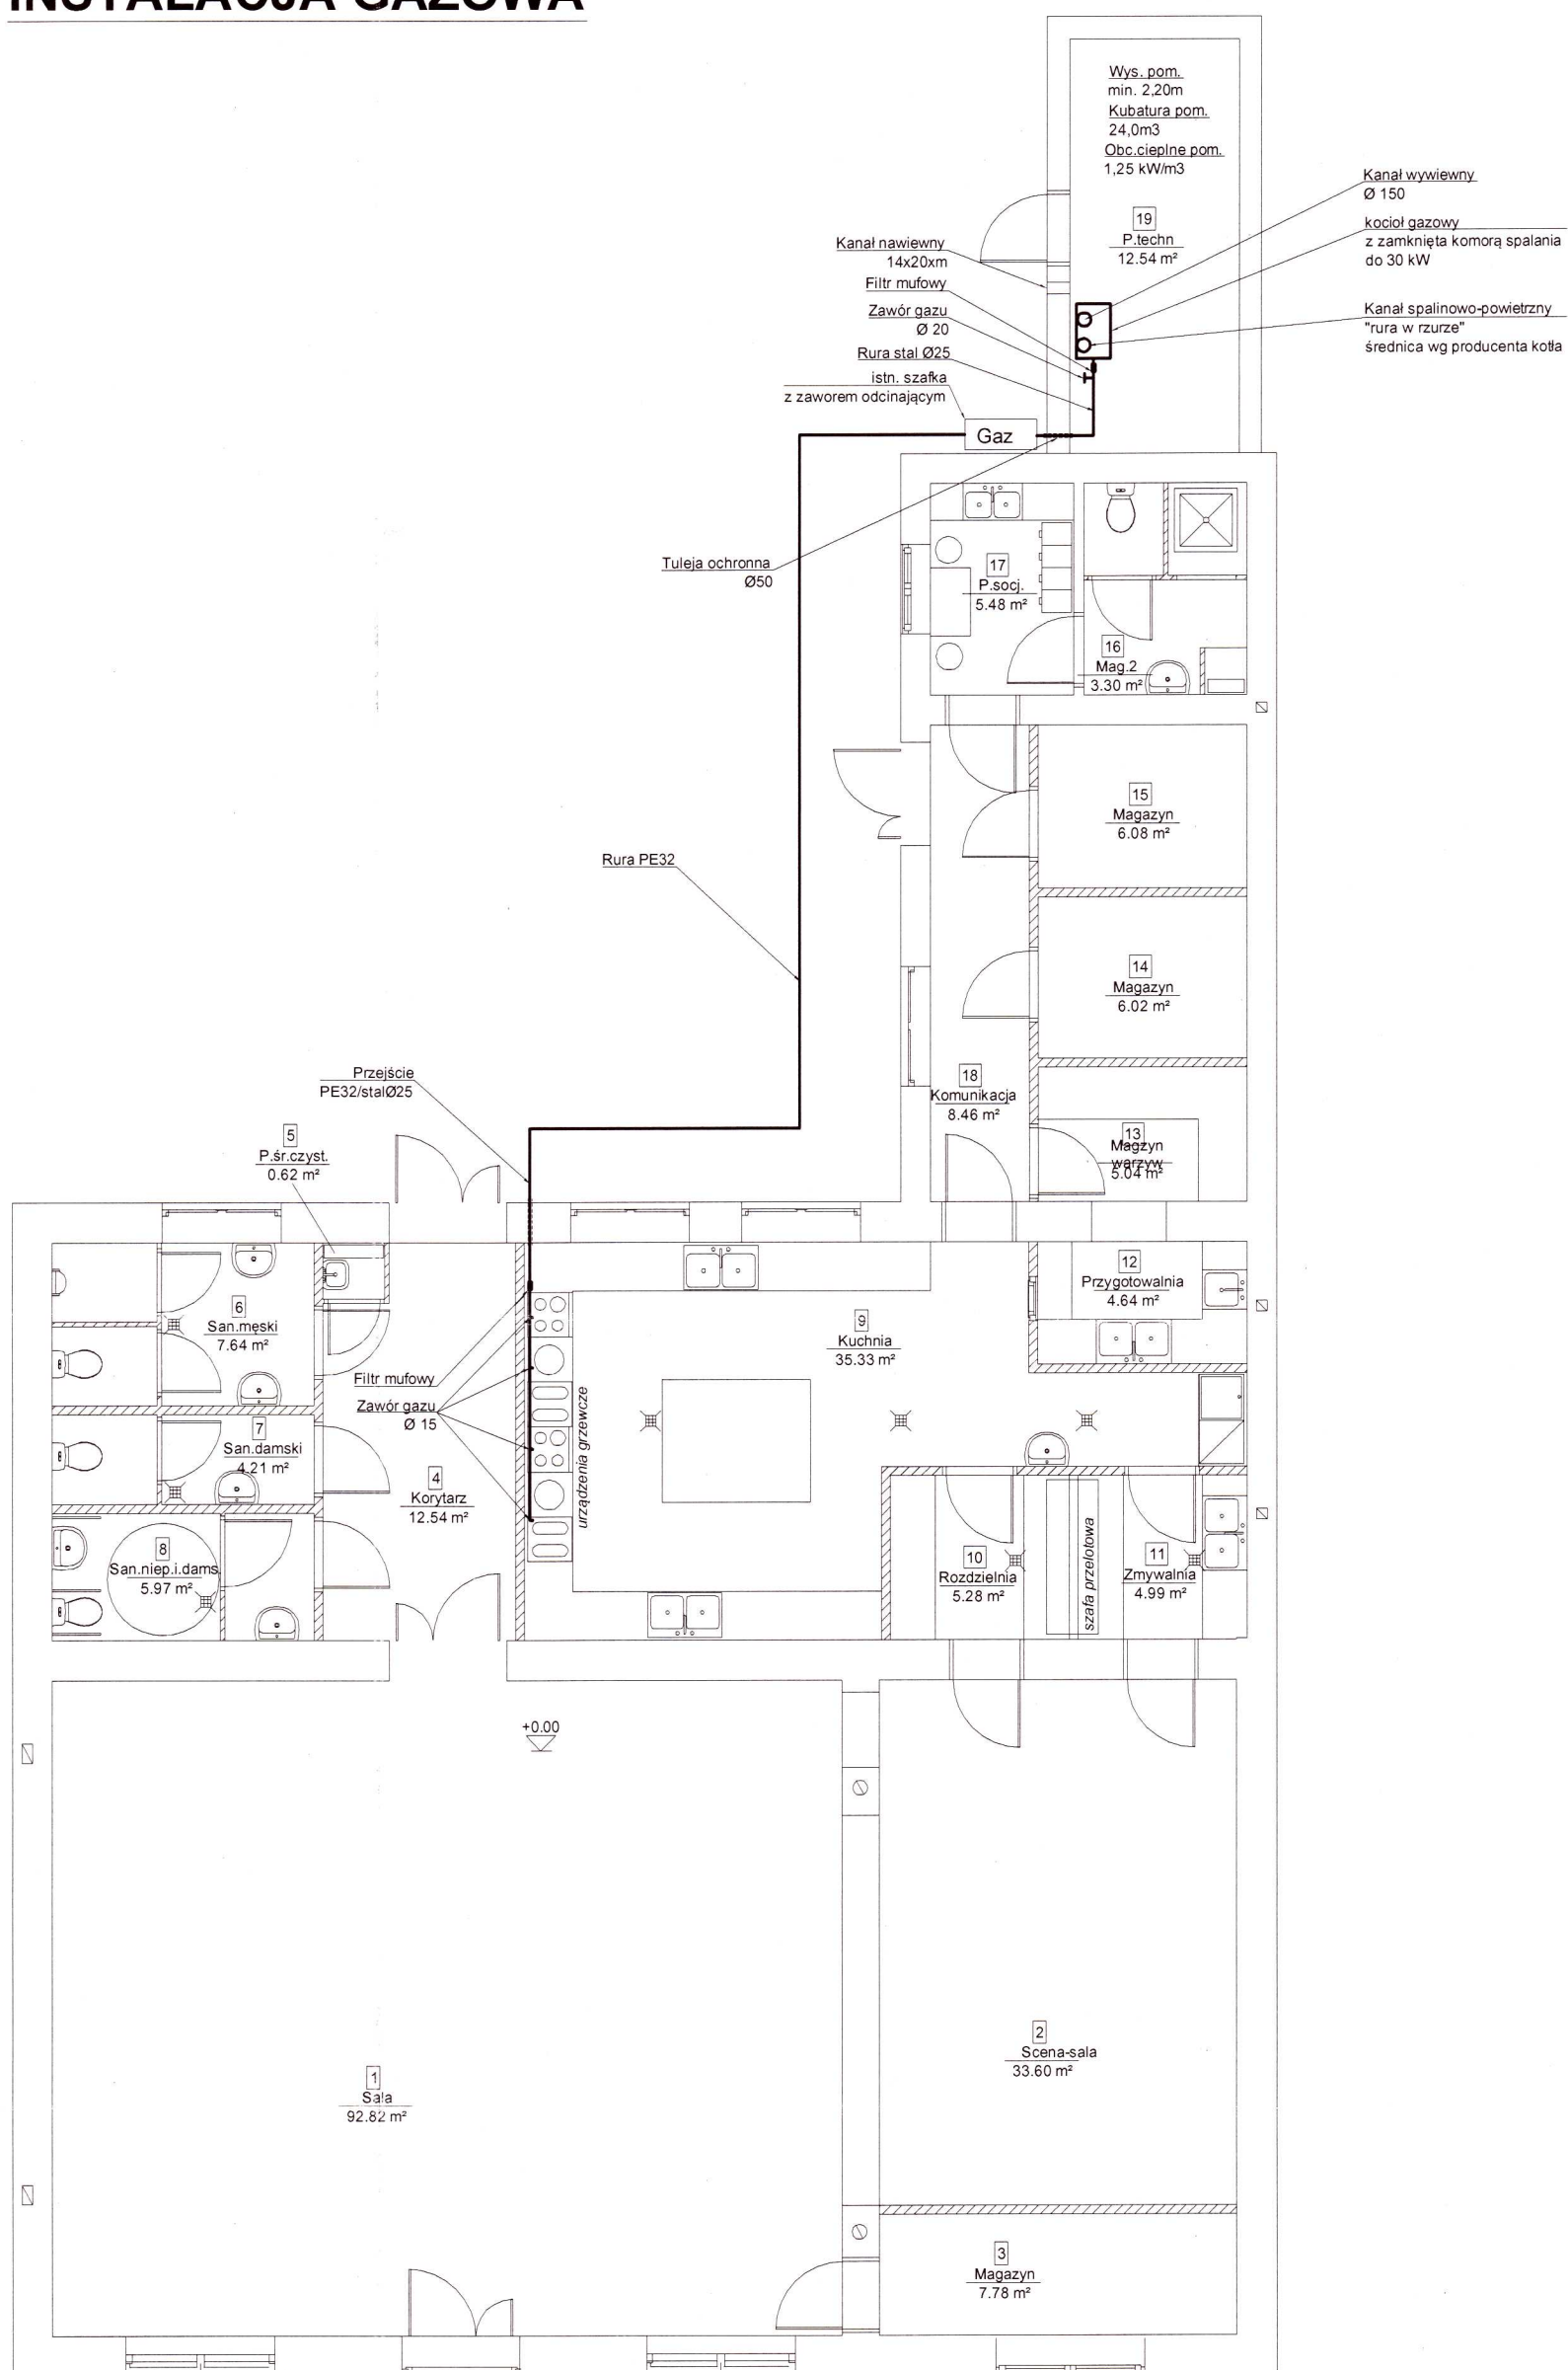 INSTALACJA GAZOWA
Wys. pom.
min. 2,20m
Kubatura pom.
24,0m3
Obc.cieplne pom.
1,25 kW/m3
19
P.techn
12.54 m²
Kanał wywiewny
Ø 150
kocioł gazowy
z zamknięta komorą spalania
do 30 kW
Kanał spalinowo-powietrzny
"rura w rzurze"
średnica wg producenta kotła
Kanał nawiewny
14x20xm
Filtr mufowy
Zawór gazu
Ø 20
Rura stal Ø25
istn. szafka
z zaworem odcinającym
Gaz
Tuleja ochronna
Ø50
17
P.socj.
5.48 m²
16
Mag.2
3.30 m²
15
Magazyn
6.08 m²
Rura PE32
14
Magazyn
6.02 m²
18
Komunikacja
8.46 m²
13
Magzyn
warzyw
5.04 m²
Przejście
PE32/stalØ25
5
P.śr.czyst.
0.62 m²
6
San.męski
7.64 m²
12
Przygotowalnia
4.64 m²
9
Kuchnia
35.33 m²
Filtr mufowy
Zawór gazu
Ø 15
urządzenia grzewcze
7
San.damski
4.21 m²
4
Korytarz
12.54 m²
8
San.niep.i.dams.
5.97 m²
10
Rozdzielnia
5.28 m²
szafa przelotowa
11
Zmywalnia
4.99 m²
+0.00
1
Sala
92.82 m²
2
Scena-sala
33.60 m²
3
Magazyn
7.78 m²